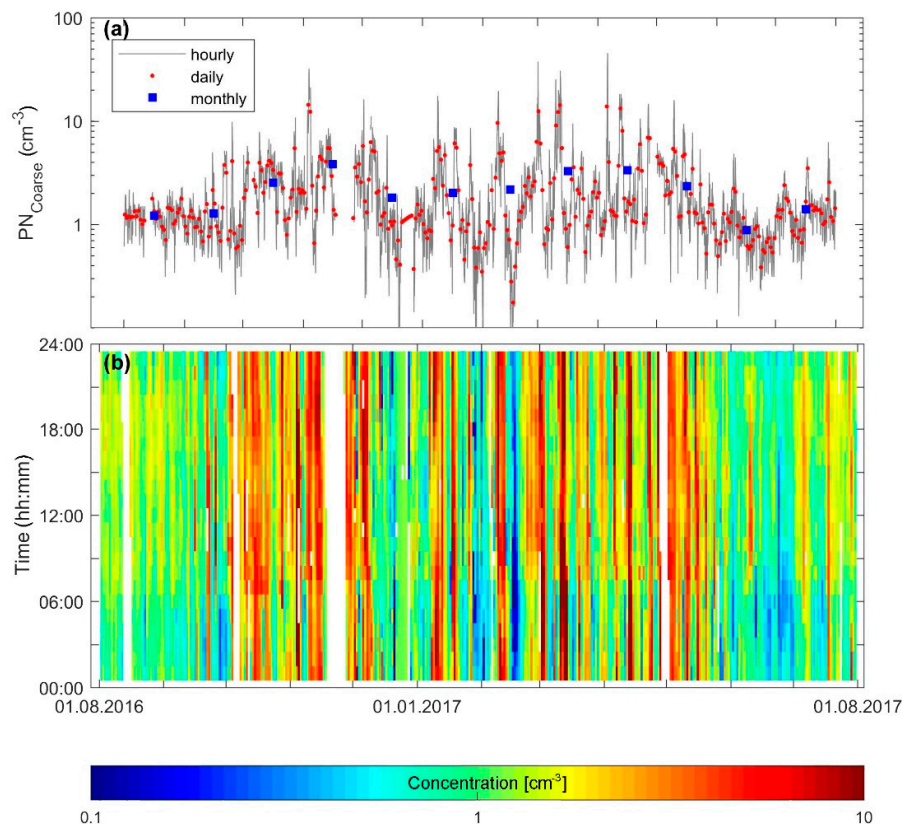 (a)
100
10
1
PN_Coarse (cm⁻³)
hourly
daily
monthly
(b)
24:00
18:00
12:00
06:00
00:00
Time (hh:mm)
01.08.2016 01.01.2017 01.08.2017
Concentration [cm⁻³]
0.1 1 10